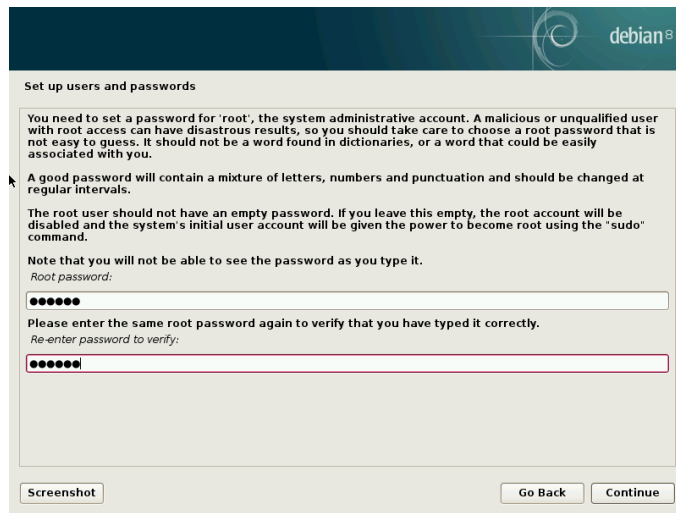 debian 8
Set up users and passwords
You need to set a password for 'root', the system administrative account. A malicious or unqualified user
with root access can have disastrous results, so you should take care to choose a root password that is
not easy to guess. It should not be a word found in dictionaries, or a word that could be easily
associated with you.
A good password will contain a mixture of letters, numbers and punctuation and should be changed at
regular intervals.
The root user should not have an empty password. If you leave this empty, the root account will be
disabled and the system's initial user account will be given the power to become root using the "sudo"
command.
Note that you will not be able to see the password as you type it.
Root password:
●●●●●●
Please enter the same root password again to verify that you have typed it correctly.
Re-enter password to verify:
●●●●●●
Screenshot Go Back Continue